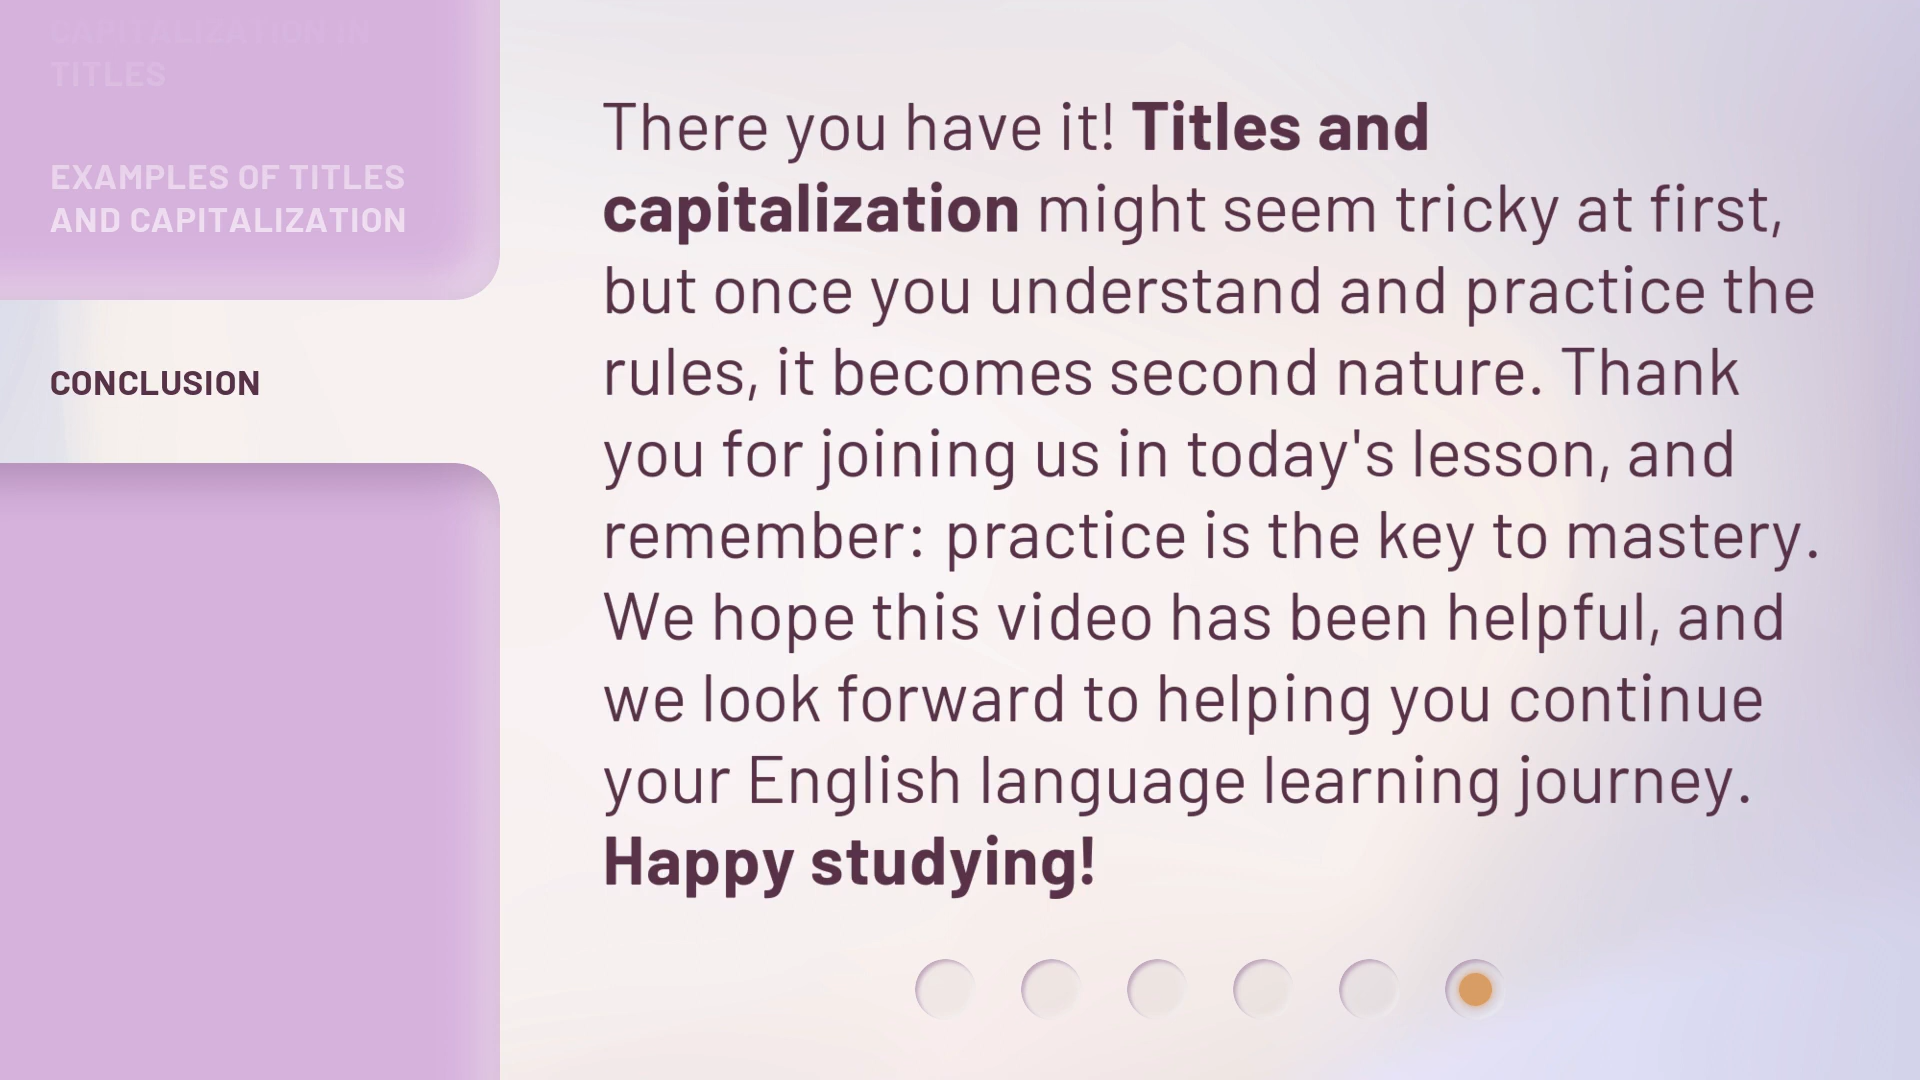 CAPITALIZATION IN
TITLES
EXAMPLES OF TITLES
AND CAPITALIZATION
CONCLUSION
There you have it! Titles and
capitalization might seem tricky at first,
but once you understand and practice the
rules, it becomes second nature. Thank
you for joining us in today's lesson, and
remember: practice is the key to mastery.
We hope this video has been helpful, and
we look forward to helping you continue
your English language learning journey.
Happy studying!